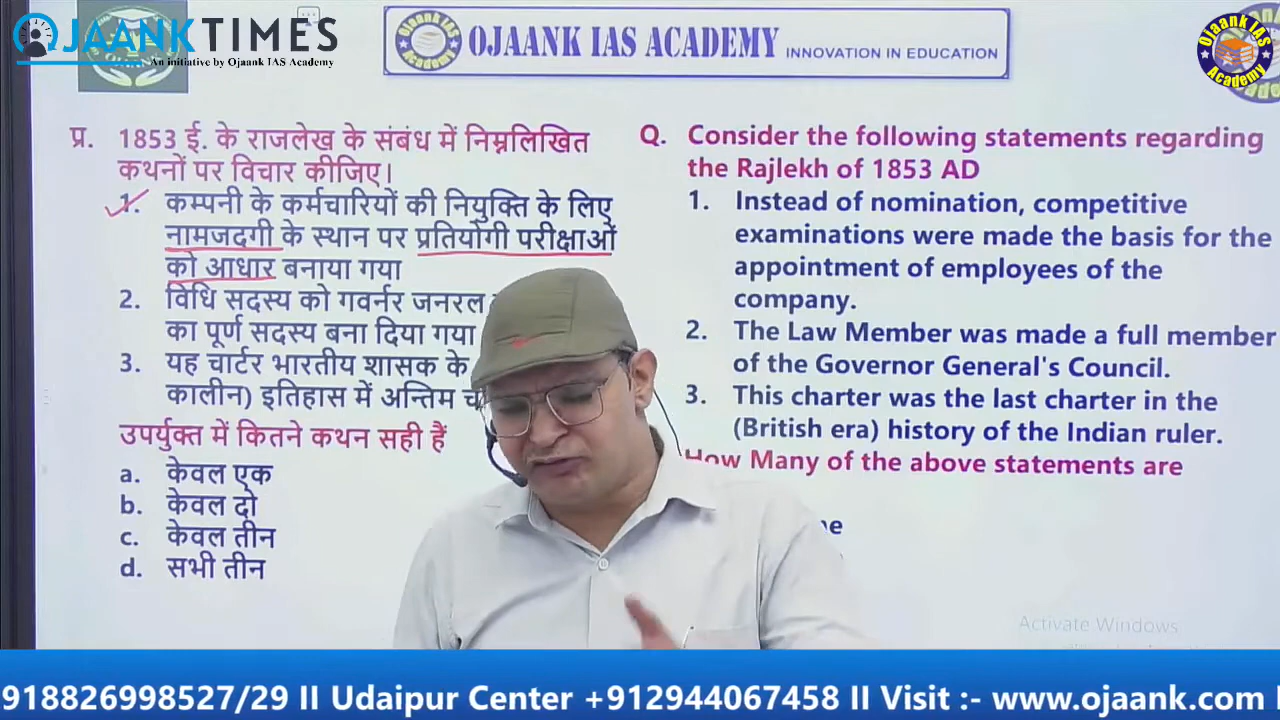 OJAANKTIMES
An initiative by Ojaank IAS Academy
OJAANK IAS ACADEMY INNOVATION IN EDUCATION
Ojaank IAS
Academy
प्र. 1853 ई. के राजलेख के संबंध में निम्नलिखित
कथनों पर विचार कीजिए।
1. कम्पनी के कर्मचारियों की नियुक्ति के लिए
नामजदगी के स्थान पर प्रतियोगी परीक्षाओं
को आधार बनाया गया
2. विधि सदस्य को गवर्नर जनरल
का पूर्ण सदस्य बना दिया गया
3. यह चार्टर भारतीय शासक के
कालीन) इतिहास में अन्तिम
उपर्युक्त में कितने कथन सही हैं
a. केवल एक
b. केवल दो
c. केवल तीन
d. सभी तीन
Q. Consider the following statements regarding
the Rajlekh of 1853 AD
1. Instead of nomination, competitive
examinations were made the basis for the
appointment of employees of the
company.
2. The Law Member was made a full member
of the Governor General's Council.
3. This charter was the last charter in the
(British era) history of the Indian ruler.
How Many of the above statements are
Activate Windows
918826998527/29 II Udaipur Center +912944067458 II Visit :- www.ojaank.com